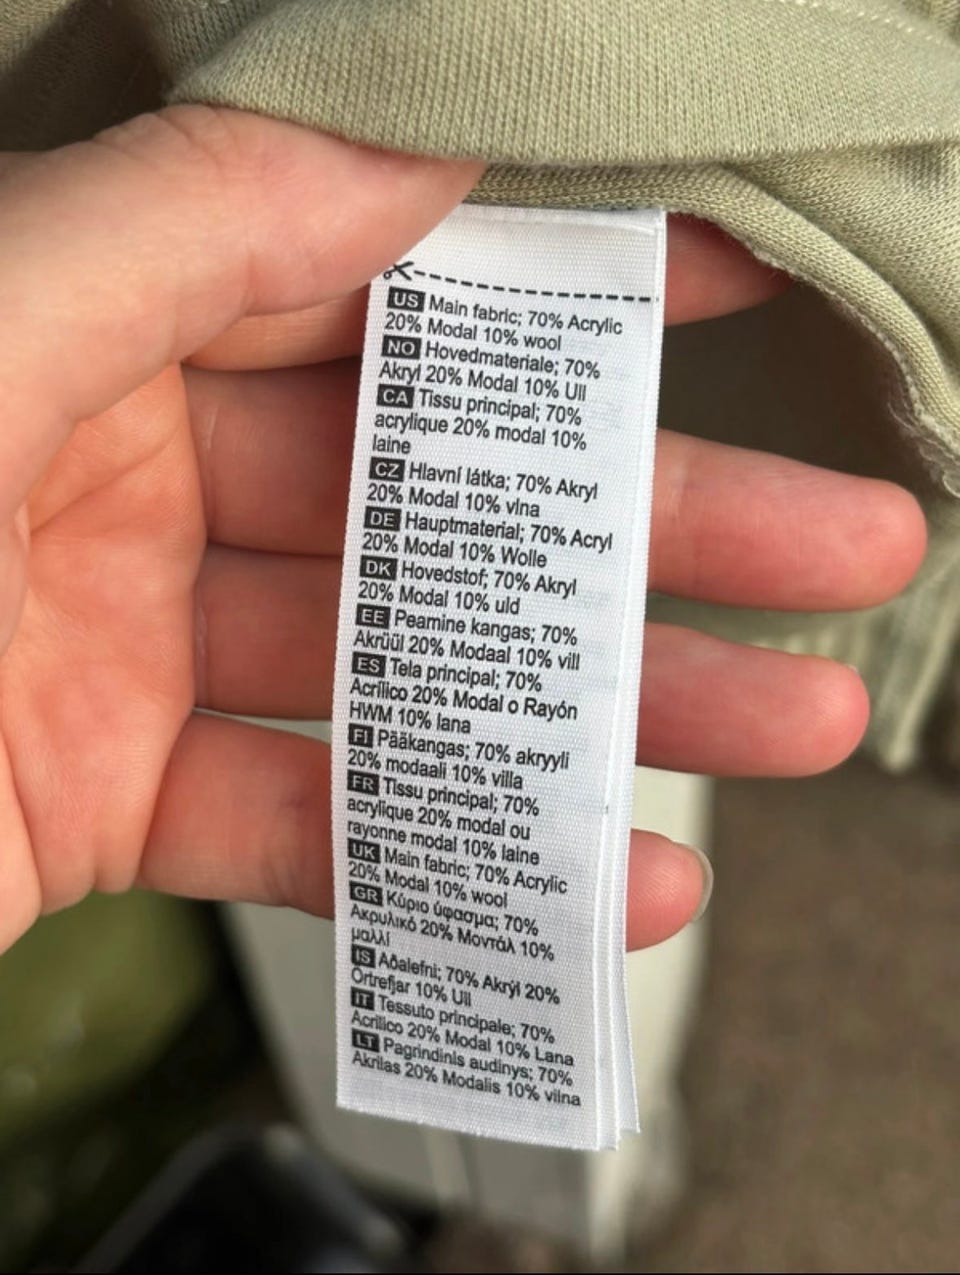 US Main fabric; 70% Acrylic
20% Modal 10% wool
NO Hovedmateriale; 70%
Akryl 20% Modal 10% Ull
CA Tissu principal; 70%
acrylique 20% modal 10%
laine
CZ Hlavní látka; 70% Akryl
20% Modal 10% vlna
DE Hauptmaterial; 70% Acryl
20% Modal 10% Wolle
DK Hovedstof; 70% Akryl
20% Modal 10% uld
EE Peamine kangas; 70%
Akrüül 20% Modaal 10% vill
ES Tela principal; 70%
Acrílico 20% Modal o Rayón
HWM 10% lana
FI Pääkangas; 70% akryyli
20% modaali 10% villa
FR Tissu principal; 70%
acrylique 20% modal ou
rayonne modal 10% laine
UK Main fabric; 70% Acrylic
20% Modal 10% wool
GR Κύριο ύφασμα; 70%
Ακρυλικό 20% Μοντάλ 10%
μαλλί
IS Aðalefni; 70% Akrýl 20%
Örtrefjar 10% Ull
IT Tessuto principale; 70%
Acrilico 20% Modal 10% Lana
LT Pagrindinis audinys; 70%
Akrilas 20% Modalis 10% vilna